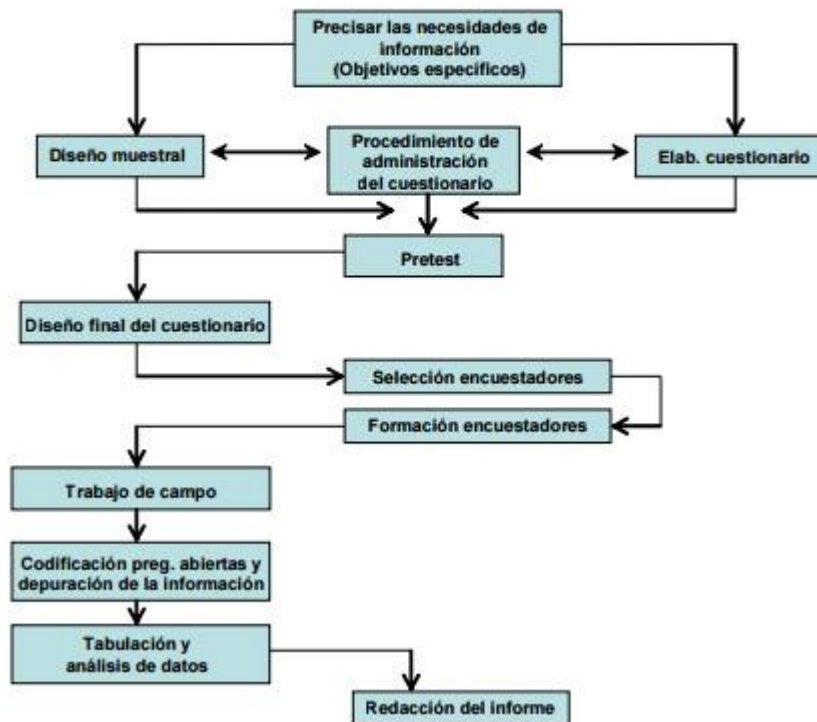 Precisar las necesidades de
información
(Objetivos especificos)
Diseño muestral
Procedimiento de
administración
del cuestionario
Elab. cuestionario
Pretest
Diseño final del cuestionario
Selección encuestadores
Formación encuestadores
Trabajo de campo
Codificación preg. abiertas y
depuración de la información
Tabulación y
análisis de datos
Redacción del informe